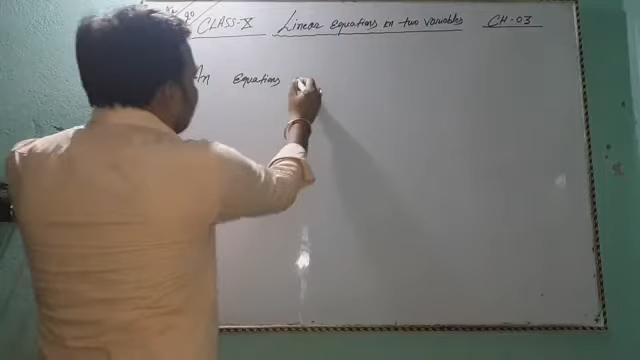 CLASS-X Linear Equations in two variables CH-03
An Equations